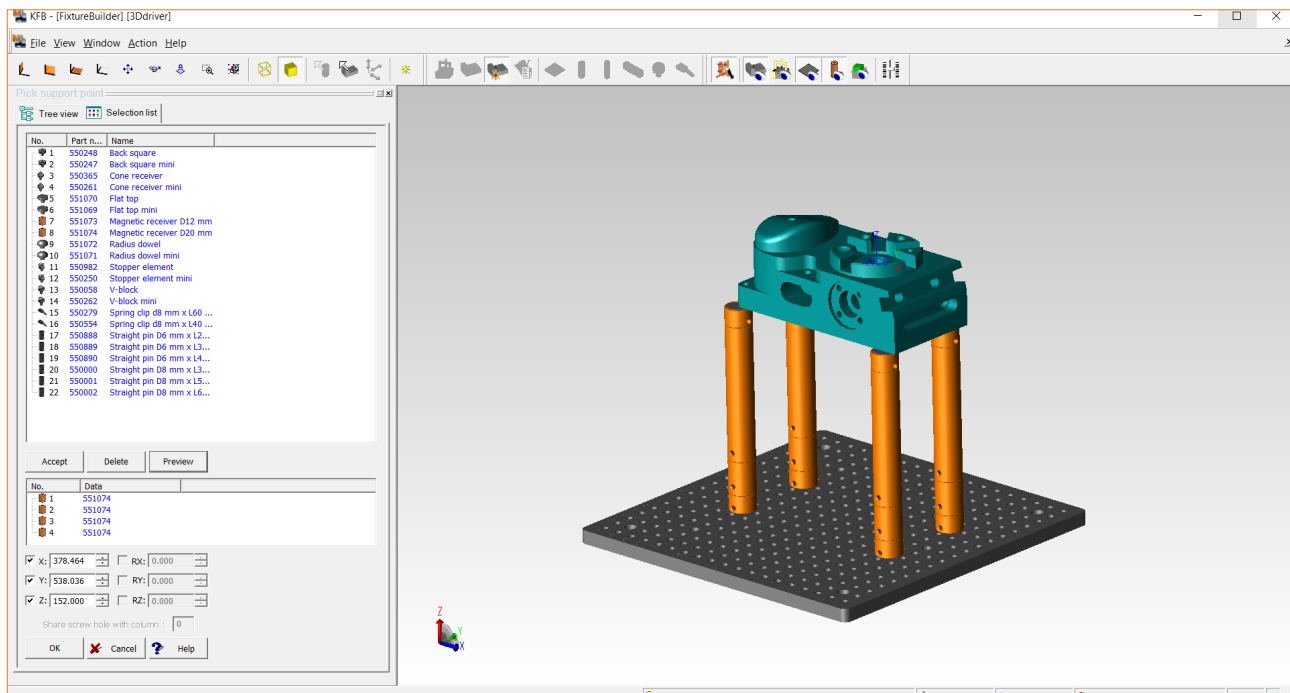 KFB - [FixtureBuilder] [3Ddriver]
File View Window Action Help
Pick support point
Tree view Selection list
No. Part n... Name
1 550248 Back square
2 550247 Back square mini
3 550365 Cone receiver
4 550261 Cone receiver mini
5 551070 Flat top
6 551069 Flat top mini
7 551073 Magnetic receiver D12 mm
8 551074 Magnetic receiver D20 mm
9 551072 Radius dowel
10 551071 Radius dowel mini
11 550982 Stopper element
12 550250 Stopper element mini
13 550058 V-block
14 550262 V-block mini
15 550279 Spring clip d8 mm x L60 ...
16 550554 Spring clip d8 mm x L40 ...
17 550888 Straight pin D6 mm x L2...
18 550889 Straight pin D6 mm x L3...
19 550890 Straight pin D6 mm x L4...
20 550000 Straight pin D8 mm x L3...
21 550001 Straight pin D8 mm x L5...
22 550002 Straight pin D8 mm x L6...
Accept Delete Preview
No. Data
1 551074
2 551074
3 551074
4 551074
X: 378.464 RX: 0.000
Y: 538.036 RY: 0.000
Z: 152.000 RZ: 0.000
Share screw hole with column : 0
OK Cancel Help
Z
Z
Y
X